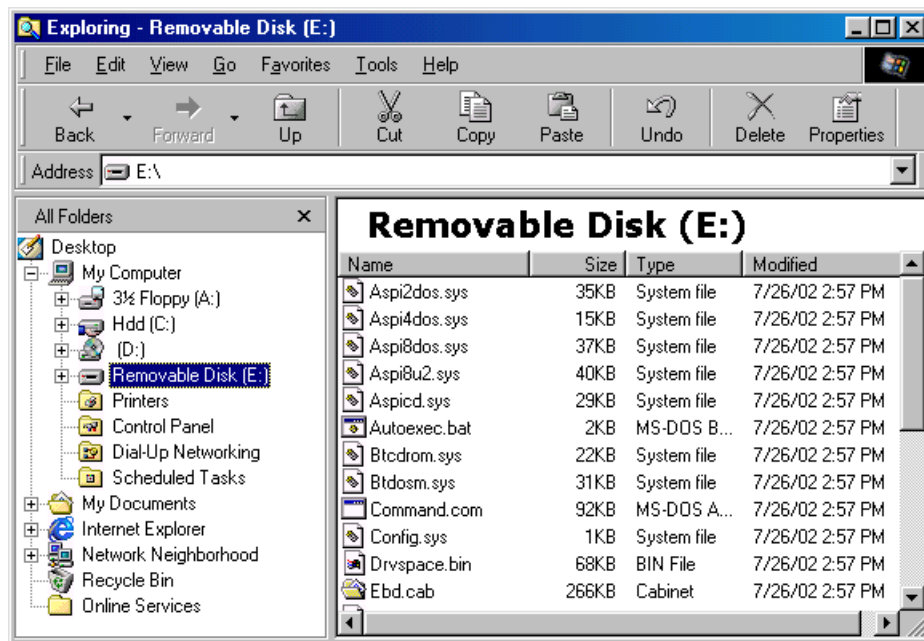 Exploring - Removable Disk (E:)
File Edit View Go Favorites Tools Help
Back Forward Up Cut Copy Paste Undo Delete Properties
Address E:\
All Folders
Desktop
My Computer
3½ Floppy (A:)
Hdd (C:)
(D:)
Removable Disk (E:)
Printers
Control Panel
Dial-Up Networking
Scheduled Tasks
My Documents
Internet Explorer
Network Neighborhood
Recycle Bin
Online Services
Removable Disk (E:)
Name Size Type Modified
Aspi2dos.sys 35KB System file 7/26/02 2:57 PM
Aspi4dos.sys 15KB System file 7/26/02 2:57 PM
Aspi8dos.sys 37KB System file 7/26/02 2:57 PM
Aspi8u2.sys 40KB System file 7/26/02 2:57 PM
Aspicd.sys 29KB System file 7/26/02 2:57 PM
Autoexec.bat 2KB MS-DOS B... 7/26/02 2:57 PM
Btcdrom.sys 22KB System file 7/26/02 2:57 PM
Btdosm.sys 31KB System file 7/26/02 2:57 PM
Command.com 92KB MS-DOS A... 7/26/02 2:57 PM
Config.sys 1KB System file 7/26/02 2:57 PM
Drvspace.bin 68KB BIN File 7/26/02 2:57 PM
Ebd.cab 266KB Cabinet 7/26/02 2:57 PM